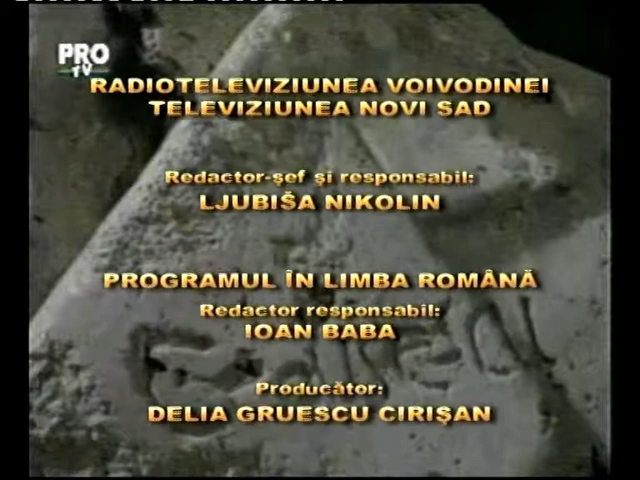 PRO
TV
RADIOTELEVIZIUNEA VOIVODINEI
TELEVIZIUNEA NOVI SAD
Redactor-şef şi responsabil:
LJUBIŠA NIKOLIN
PROGRAMUL ÎN LIMBA ROMÂNĂ
Redactor responsabil:
IOAN BABA
Producător:
DELIA GRUESCU CIRIŞAN